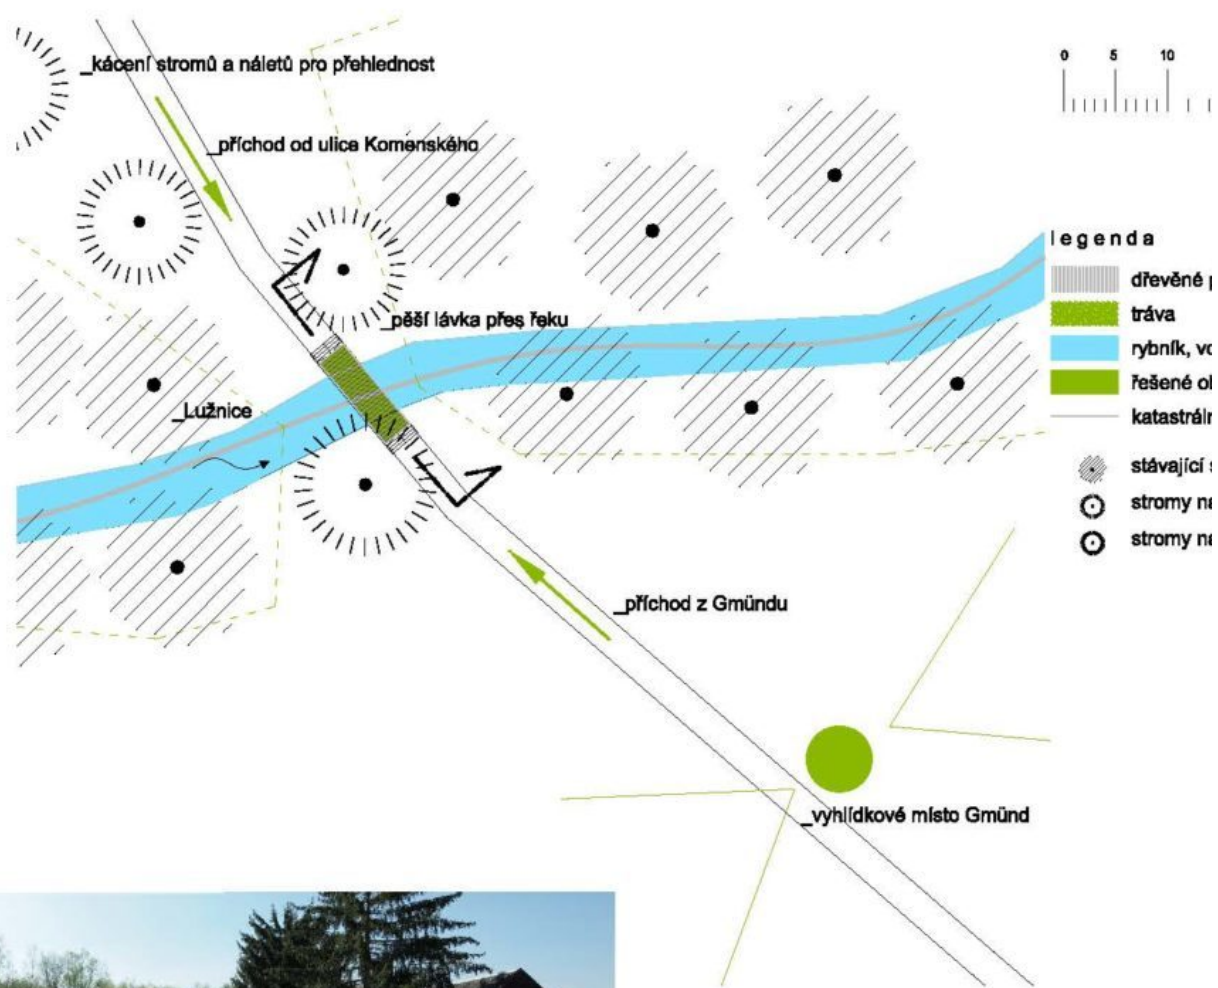 _kácení stromů a náletů pro přehlednost
0 5 10
_příchod od ulice Komenského
legenda
dřevěné
_pěší lávka přes řeku
tráva
rybník,
řešené
_Lužnice
stávající
stromy
stromy
_příchod z Gmündu
_vyhlídkové místo Gmünd